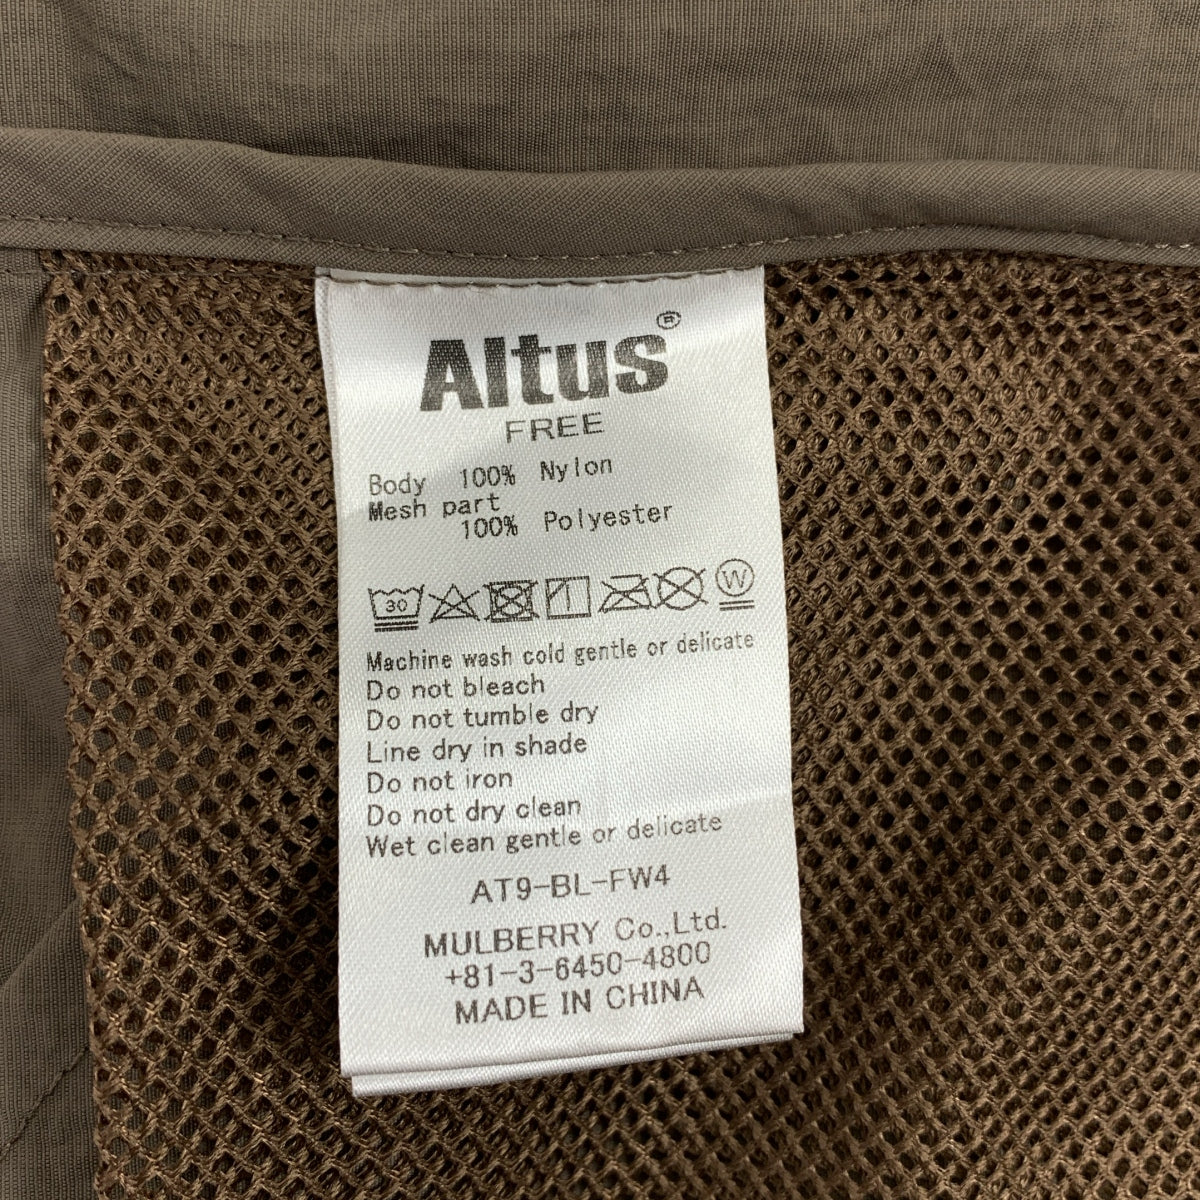 Altus®
FREE
Body 100% Nylon
Mesh part
100% Polyester
30 W
Machine wash cold gentle or delicate
Do not bleach
Do not tumble dry
Line dry in shade
Do not iron
Do not dry clean
Wet clean gentle or delicate
AT9-BL-FW4
MULBERRY Co.,Ltd.
+81-3-6450-4800
MADE IN CHINA